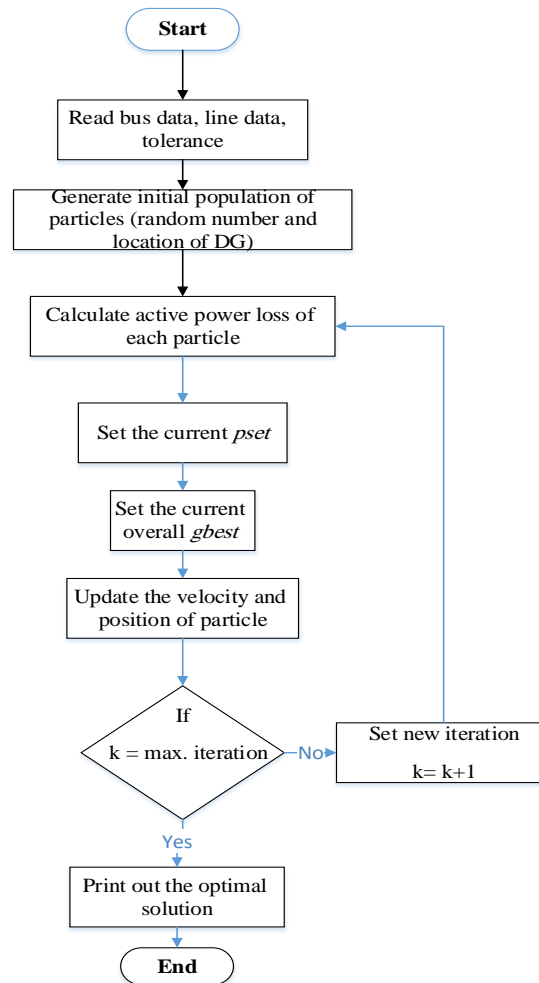 Start
Read bus data, line data,
tolerance
Generate initial population of
particles (random number and
location of DG)
Calculate active power loss of
each particle
Set the current pset
Set the current
overall gbest
Update the velocity and
position of particle
If
k = max. iteration
No
Set new iteration
k= k+1
Yes
Print out the optimal
solution
End